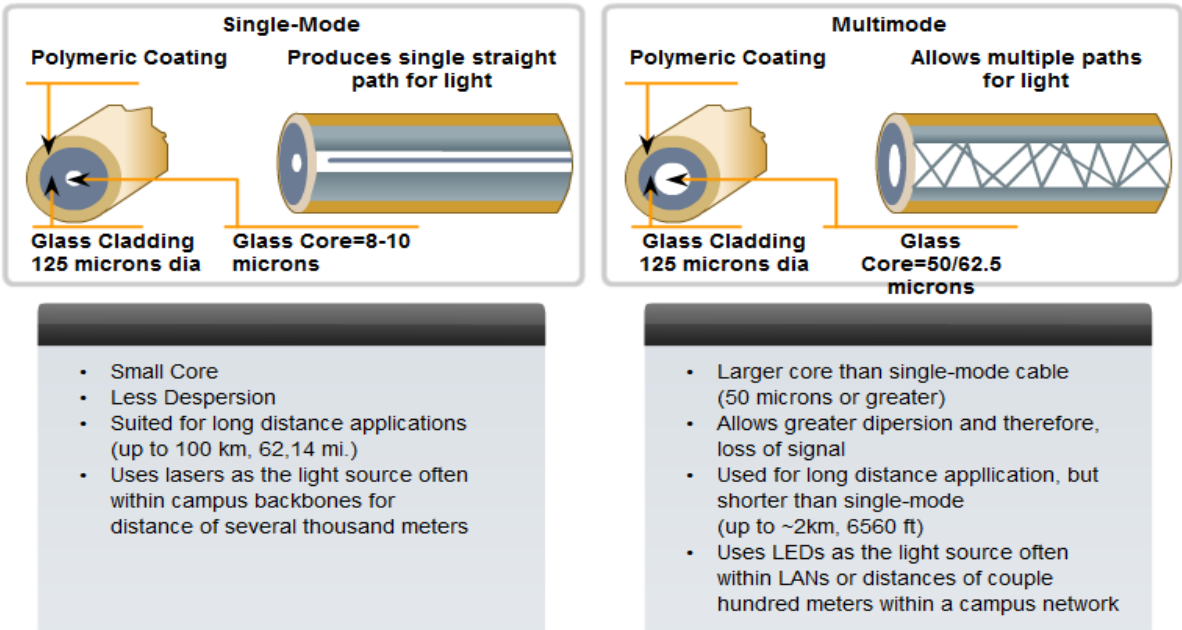 Single-Mode
Polymeric Coating
Produces single straight
path for light
Glass Cladding
125 microns dia
Glass Core=8-10
microns
• Small Core
• Less Despersion
• Suited for long distance applications
(up to 100 km, 62,14 mi.)
• Uses lasers as the light source often
within campus backbones for
distance of several thousand meters
Multimode
Polymeric Coating
Allows multiple paths
for light
Glass Cladding
125 microns dia
Glass
Core=50/62.5
microns
• Larger core than single-mode cable
(50 microns or greater)
• Allows greater dipersion and therefore,
loss of signal
• Used for long distance appllication, but
shorter than single-mode
(up to ~2km, 6560 ft)
• Uses LEDs as the light source often
within LANs or distances of couple
hundred meters within a campus network